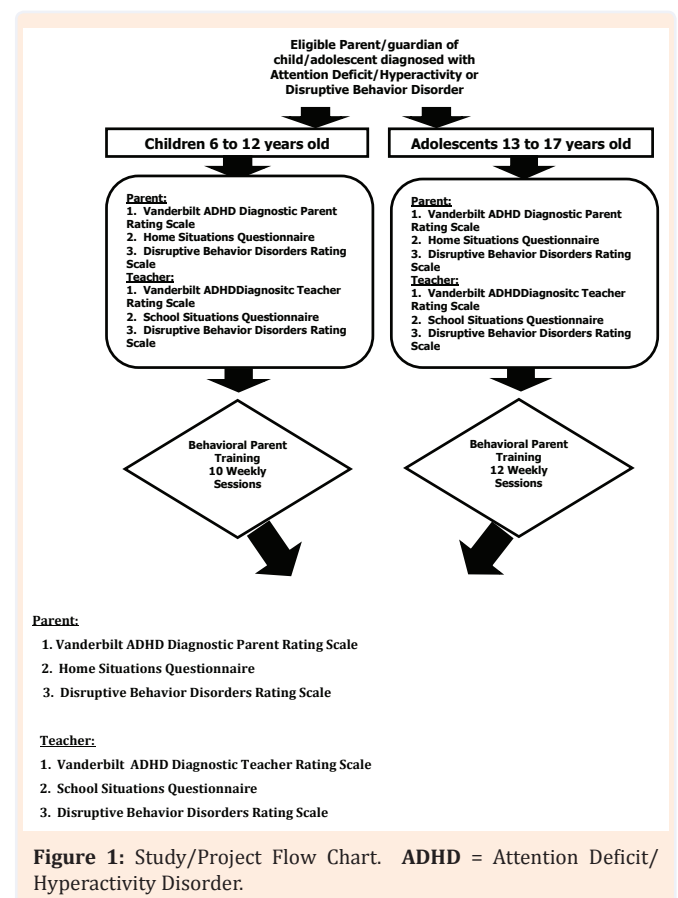 Eligible Parent/guardian of
child/adolescent diagnosed with
Attention Deficit/Hyperactivity or
Disruptive Behavior Disorder
Children 6 to 12 years old
Parent:
1. Vanderbilt ADHD Diagnostic Parent
Rating Scale
2. Home Situations Questionnaire
3. Disruptive Behavior Disorders Rating
Scale
Teacher:
1. Vanderbilt ADHDDiagnositc Teacher
Rating Scale
2. School Situations Questionnaire
3. Disruptive Behavior Disorders Rating
Scale
Behavioral Parent
Training
10 Weekly
Sessions
Adolescents 13 to 17 years old
Parent:
1. Vanderbilt ADHD Diagnostic Parent
Rating Scale
2. Home Situations Questionnaire
3. Disruptive Behavior Disorders Rating
Scale
Teacher:
1. Vanderbilt ADHDDiagnositc Teacher
Rating Scale
2. School Situations Questionnaire
3. Disruptive Behavior Disorders Rating
Scale
Behavioral Parent
Training
12 Weekly
Sessions
Parent:
1. Vanderbilt ADHD Diagnostic Parent Rating Scale
2. Home Situations Questionnaire
3. Disruptive Behavior Disorders Rating Scale
Teacher:
1. Vanderbilt ADHD Diagnostic Teacher Rating Scale
2. School Situations Questionnaire
3. Disruptive Behavior Disorders Rating Scale
Figure 1: Study/Project Flow Chart. ADHD = Attention Deficit/
Hyperactivity Disorder.